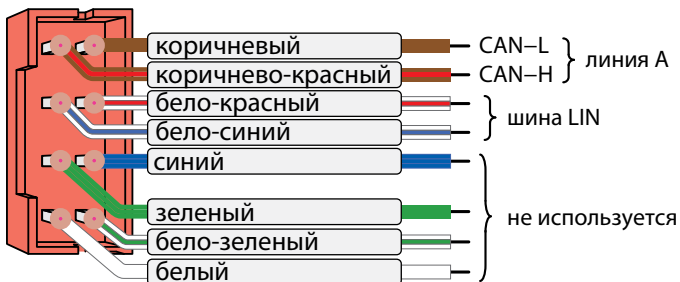 коричневый CAN–L
коричнево-красный CAN–H
линия A
бело-красный
бело-синий
шина LIN
синий
зеленый
бело-зеленый
белый
не используется